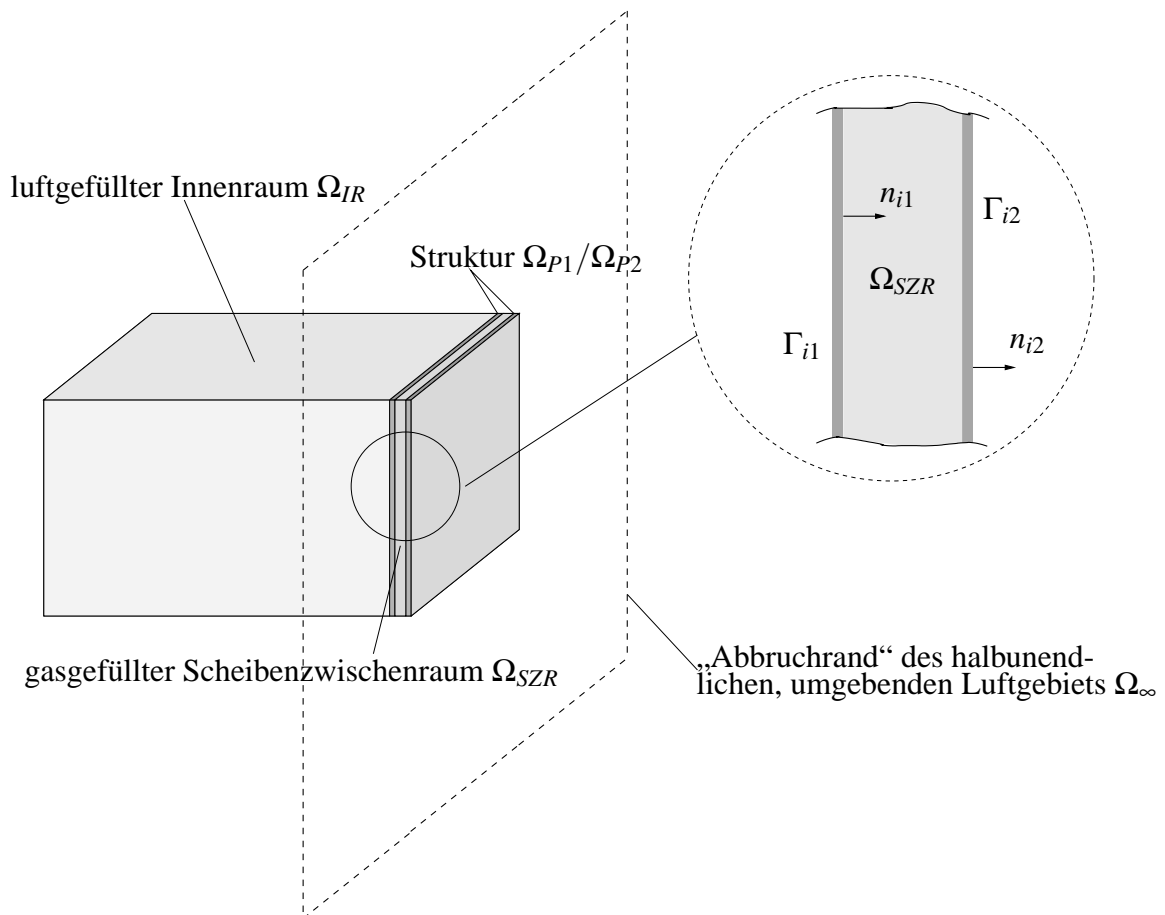 luftgefüllter Innenraum Ω_IR
Struktur Ω_P1/Ω_P2
n_i1
Γ_i2
Ω_SZR
Γ_i1
n_i2
gasgefüllter Scheibenzwischenraum Ω_SZR
„Abbruchrand“ des halbunend-
lichen, umgebenden Luftgebiets Ω_∞